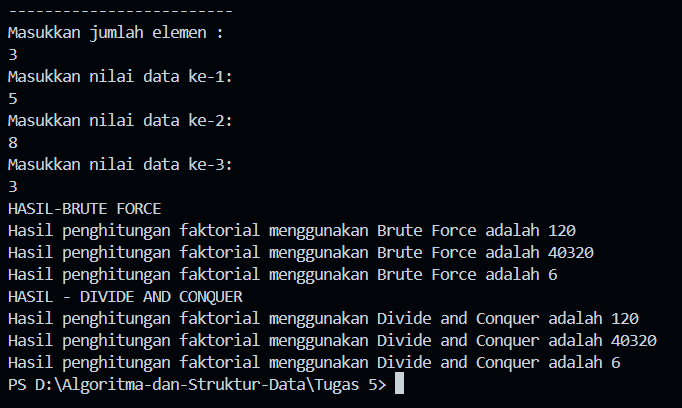 -------------------------
Masukkan jumlah elemen :
3
Masukkan nilai data ke-1:
5
Masukkan nilai data ke-2:
8
Masukkan nilai data ke-3:
3
HASIL-BRUTE FORCE
Hasil penghitungan faktorial menggunakan Brute Force adalah 120
Hasil penghitungan faktorial menggunakan Brute Force adalah 40320
Hasil penghitungan faktorial menggunakan Brute Force adalah 6
HASIL - DIVIDE AND CONQUER
Hasil penghitungan faktorial menggunakan Divide and Conquer adalah 120
Hasil penghitungan faktorial menggunakan Divide and Conquer adalah 40320
Hasil penghitungan faktorial menggunakan Divide and Conquer adalah 6
PS D:\Algoritma-dan-Struktur-Data\Tugas 5>